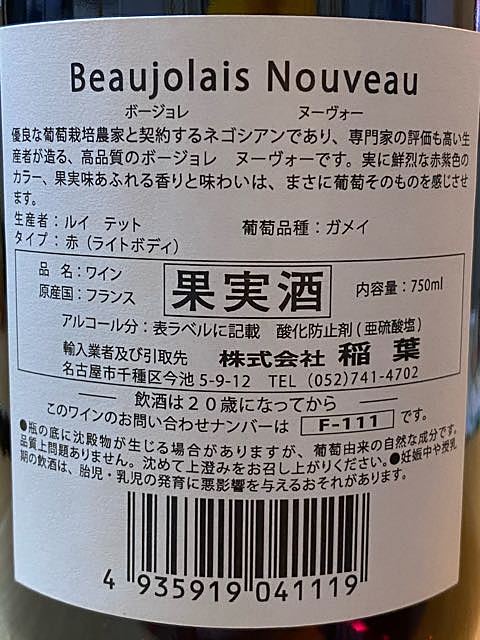 Beaujolais Nouveau
ボージョレ ヌーヴォー
優良な葡萄栽培農家と契約するネゴシアンであり、専門家の評価も高い生
産者が造る、高品質のボージョレ ヌーヴォーです。実に鮮烈な赤紫色の
カラー、果実味あふれる香りと味わいは、まさに葡萄そのものを感じさせ
ます。
生産者：ルイ テット 葡萄品種：ガメイ
タイプ：赤（ライトボディ）
品 名：ワイン
原産国：フランス
果実酒
内容量：750ml
アルコール分：表ラベルに記載 酸化防止剤(亜硫酸塩)
輸入業者及び引取先 株式会社 稲葉
名古屋市千種区今池 5-9-12 TEL (052)741-4702
飲酒は２０歳になってから
このワインのお問い合わせナンバーは F-111 です。
●瓶の底に沈殿物が生じる場合がありますが、葡萄由来の自然な成分です。
品質上問題ありません。沈めて上澄みをお召し上がりください。●妊娠中や授乳
期の飲酒は、胎児・乳児の発育に悪影響を与えるおそれがあります。
4 935919 041119